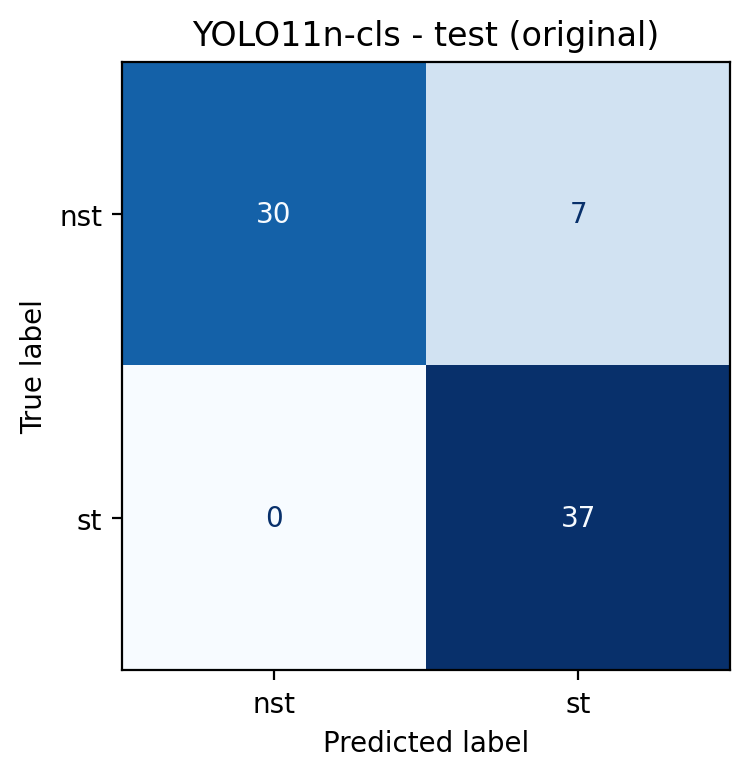 YOLO11n-cls - test (original)
True label
nst
30
7
st
0
37
nst
st
Predicted label